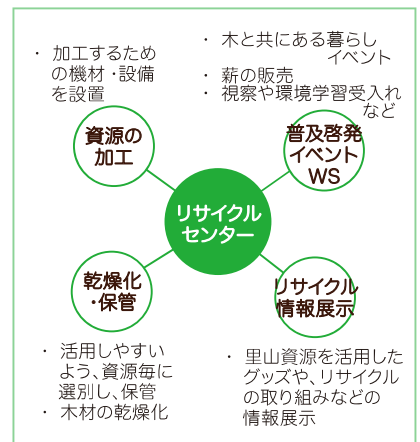 ・ 加工するため
の機材・設備
を設置
・ 木と共にある暮らし
イベント
・ 薪の販売
・ 視察や環境学習受入れ
など
資源の
加工
普及啓発
イベント
WS
リサイクル
センター
乾燥化
・保管
リサイクル
情報展示
・ 活用しやすい
よう、資源毎に
選別し、保管
・ 木材の乾燥化
・ 里山資源を活用した
グッズや、リサイクル
の取り組みなどの
情報展示